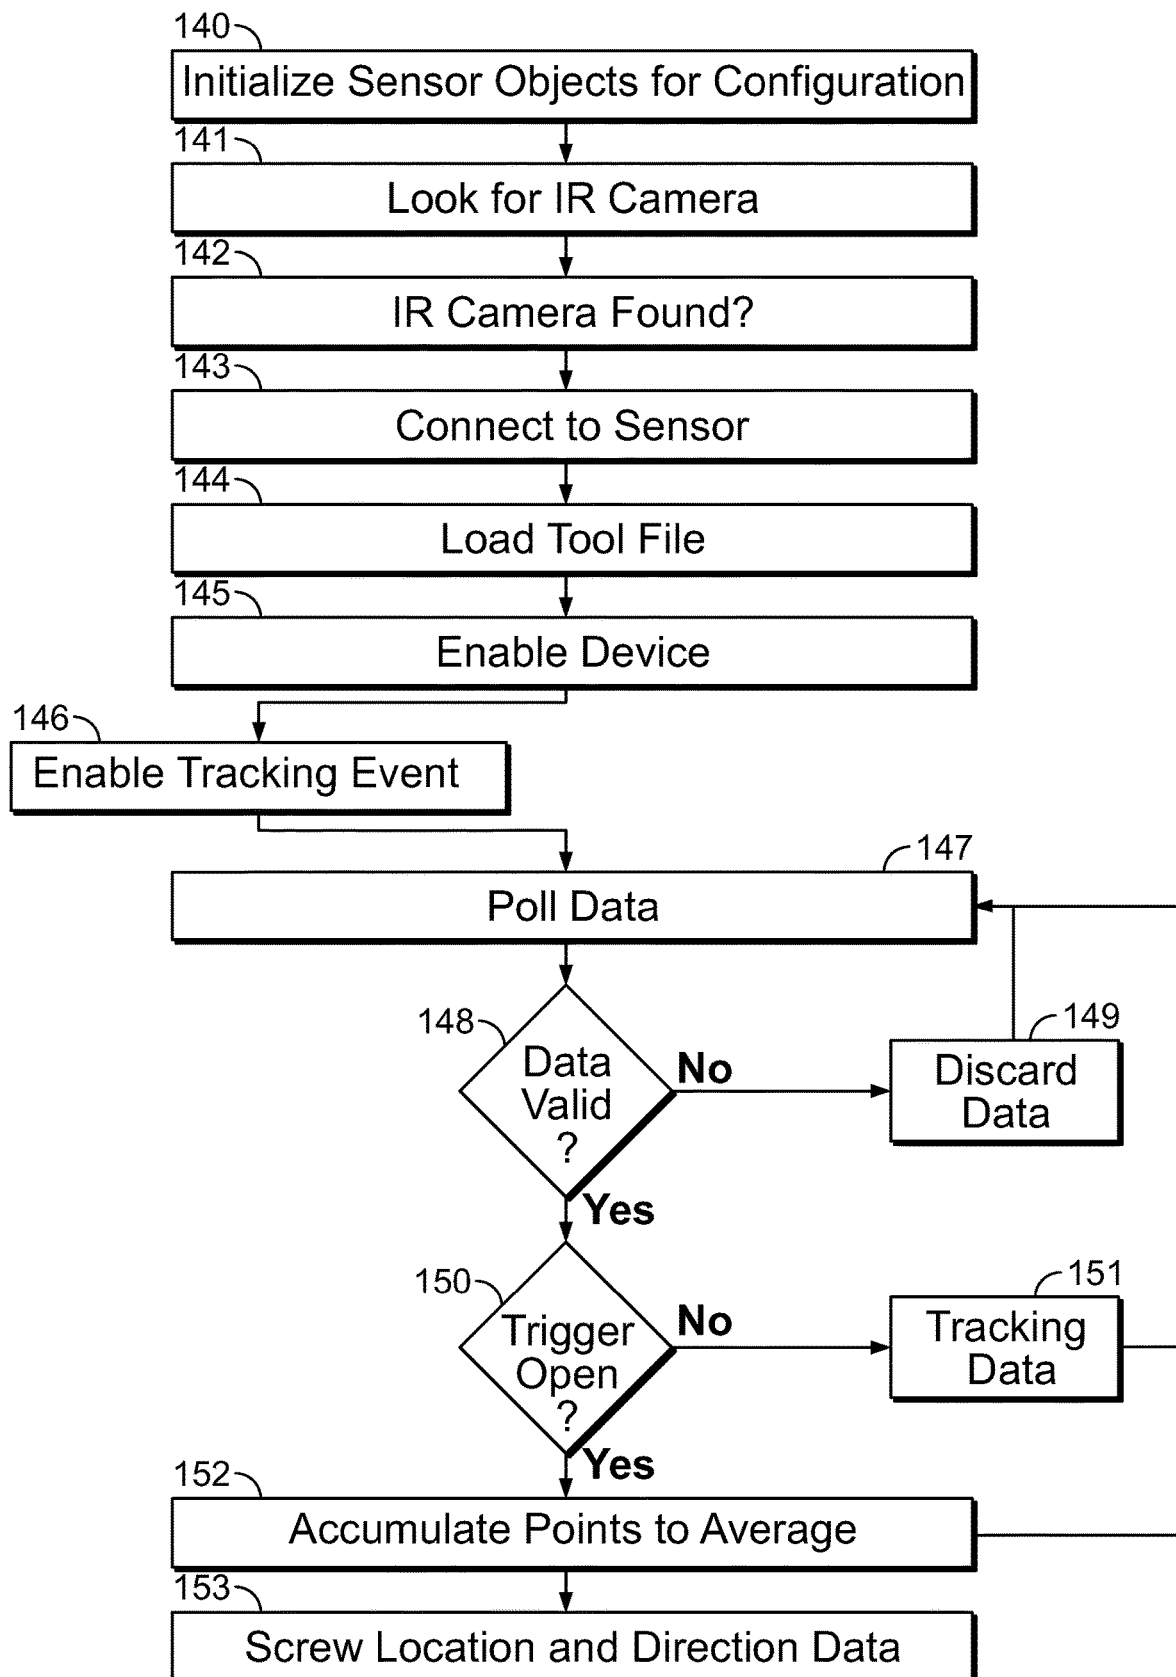 140
Initialize Sensor Objects for Configuration
141
Look for IR Camera
142
IR Camera Found?
143
Connect to Sensor
144
Load Tool File
145
Enable Device
146
Enable Tracking Event
147
Poll Data
148
Data
Valid
?
No
149
Discard
Data
Yes
150
Trigger
Open
?
No
151
Tracking
Data
Yes
152
Accumulate Points to Average
153
Screw Location and Direction Data